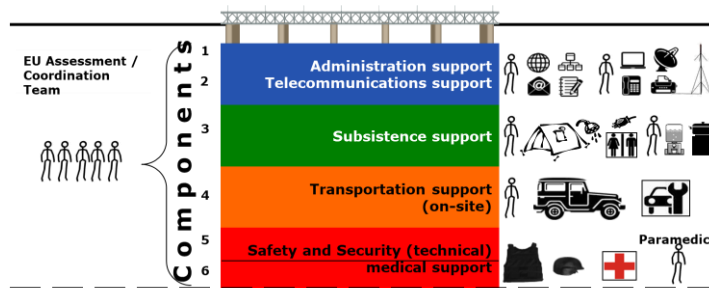 EU Assessment /
Coordination
Team
Components
1
Administration support
2
Telecommunications support
3
Subsistence support
4
Transportation support
(on-site)
5
Safety and Security (technical)
Paramedic
6
medical support